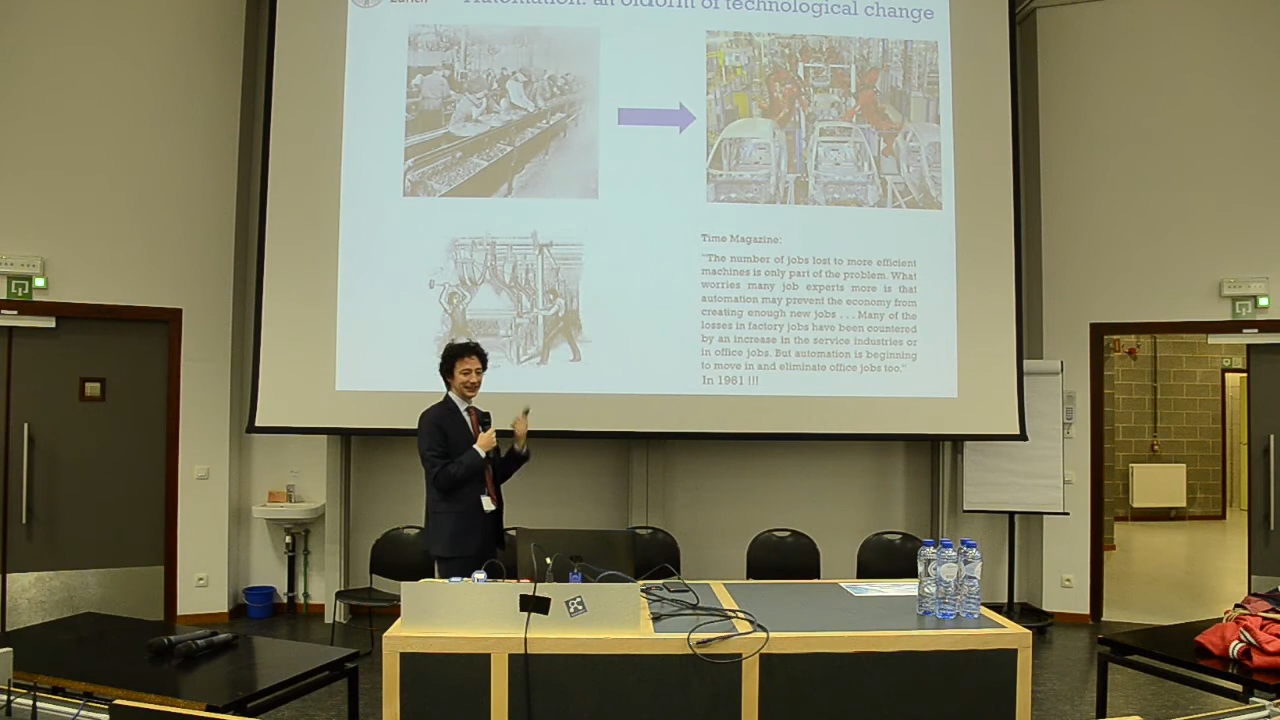 Zürich
Automation: an old form of technological change
Time Magazine:
"The number of jobs lost to more efficient
machines is only part of the problem. What
worries many job experts more is that
automation may prevent the economy from
creating enough new jobs . . . Many of the
losses in factory jobs have been countered
by an increase in the service industries or
in office jobs. But automation is beginning
to move in and eliminate office jobs too."
In 1961 !!!